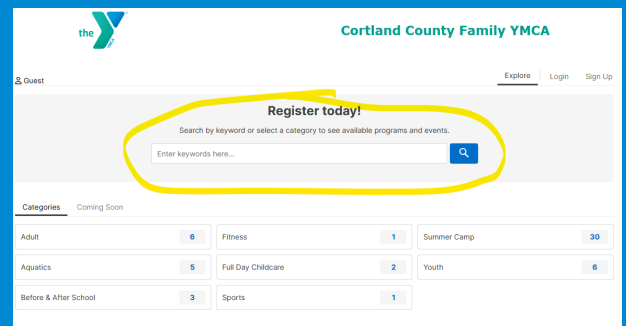 the
Cortland County Family YMCA
Guest
Explore Login Sign Up
Register today!
Search by keyword or select a category to see available programs and events.
Enter keywords here...
Categories Coming Soon
Adult 6 Fitness 1 Summer Camp 30
Aquatics 5 Full Day Childcare 2 Youth 6
Before & After School 3 Sports 1